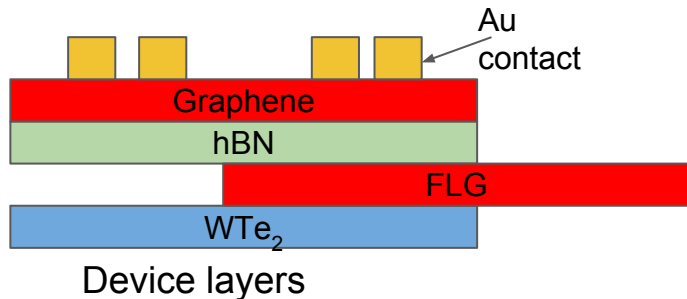 Au
contact
Graphene
hBN
FLG
WTe₂
Device layers